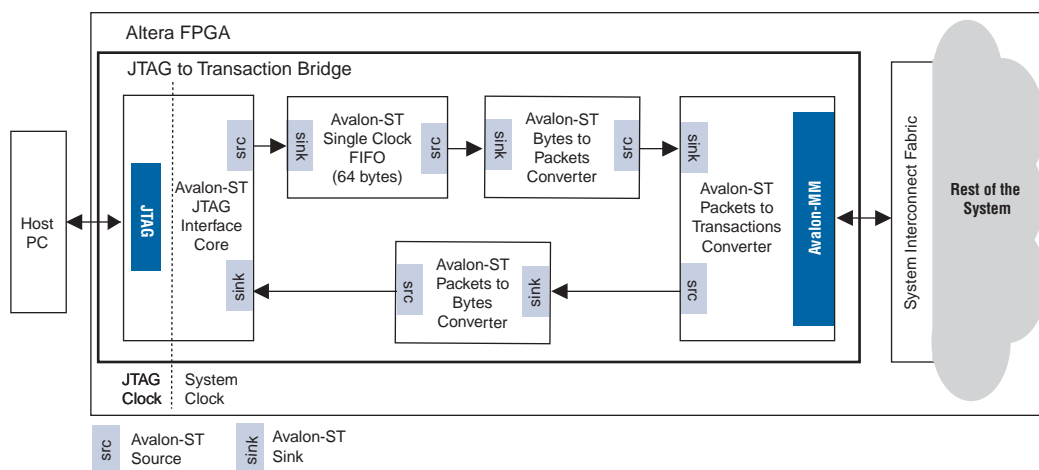 Altera FPGA
JTAG to Transaction Bridge
Host
PC
JTAG
Avalon-ST
JTAG
Interface
Core
src
sink
sink
Avalon-ST
Single Clock
FIFO
(64 bytes)
src
sink
Avalon-ST
Bytes to
Packets
Converter
src
sink
Avalon-ST
Packets to
Transactions
Converter
src
Avalon-MM
src
Avalon-ST
Packets to
Bytes
Converter
sink
System Interconnect Fabric
Rest of the
System
JTAG
Clock
System
Clock
src
Avalon-ST
Source
sink
Avalon-ST
Sink